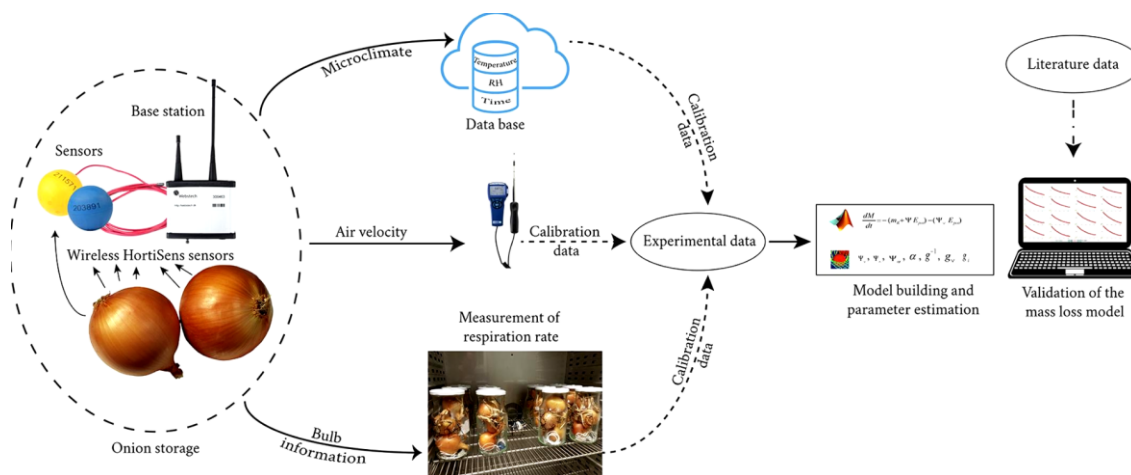 Microclimate
Temperature
RH
Time
Data base
Base station
Sensors
211571
203891
Wireless HortiSens sensors
Onion storage
Air velocity
Bulb
information
Measurement of
respiration rate
Calibration
data
Calibration
data
Calibration
data
Experimental data
Literature data
Model building and
parameter estimation
Validation of the
mass loss model